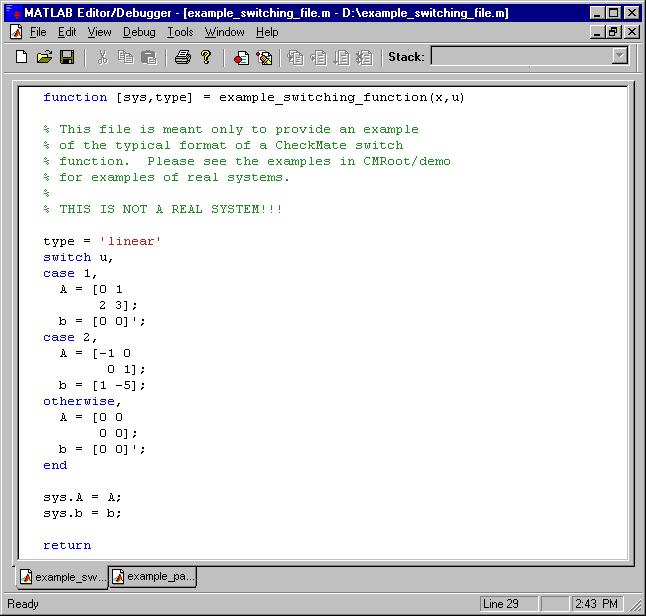 MATLAB Editor/Debugger - [example_switching_file.m - D:\example_switching_file.m]
File Edit View Debug Tools Window Help
Stack:
function [sys,type] = example_switching_function(x,u)
% This file is meant only to provide an example
% of the typical format of a CheckMate switch
% function.  Please see the examples in CMRoot/demo
% for examples of real systems.
%
% THIS IS NOT A REAL SYSTEM!!!
type = 'linear'
switch u,
case 1,
  A = [0 1
       2 3];
  b = [0 0]';
case 2,
  A = [-1 0
        0 1];
  b = [1 -5];
otherwise,
  A = [0 0
       0 0];
  b = [0 0]';
end
sys.A = A;
sys.b = b;
return
example_sw... example_pa...
Ready Line 29 2:43 PM